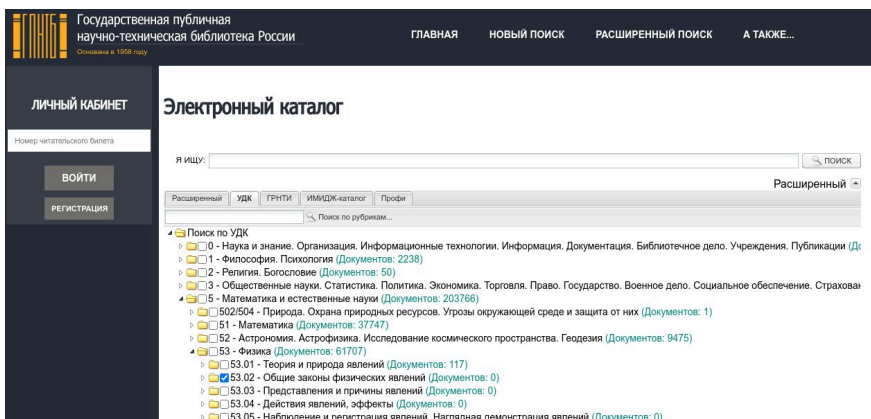 Государственная публичная
научно-техническая библиотека России
Основана в 1958 году
ГЛАВНАЯ НОВЫЙ ПОИСК РАСШИРЕННЫЙ ПОИСК А ТАКЖЕ...
ЛИЧНЫЙ КАБИНЕТ
Номер читательского билета
ВОЙТИ
РЕГИСТРАЦИЯ
Электронный каталог
Я ИЩУ: ПОИСК
Расширенный
Расширенный УДК ГРНТИ ИМИДЖ-каталог Профи
Поиск по рубрикам...
Поиск по УДК
0 - Наука и знание. Организация. Информационные технологии. Информация. Документация. Библиотечное дело. Учреждения. Публикации (До
1 - Философия. Психология (Документов: 2238)
2 - Религия. Богословие (Документов: 50)
3 - Общественные науки. Статистика. Политика. Экономика. Торговля. Право. Государство. Военное дело. Социальное обеспечение. Страхован
5 - Математика и естественные науки (Документов: 203766)
502/504 - Природа. Охрана природных ресурсов. Угрозы окружающей среде и защита от них (Документов: 1)
51 - Математика (Документов: 37747)
52 - Астрономия. Астрофизика. Исследование космического пространства. Геодезия (Документов: 9475)
53 - Физика (Документов: 61707)
53.01 - Теория и природа явлений (Документов: 117)
53.02 - Общие законы физических явлений (Документов: 0)
53.03 - Представления и причины явлений (Документов: 0)
53.04 - Действия явлений, эффекты (Документов: 0)
53.05 - Наблюдение и регистрация явлений. Наглядная демонстрация явлений (Документов: 0)